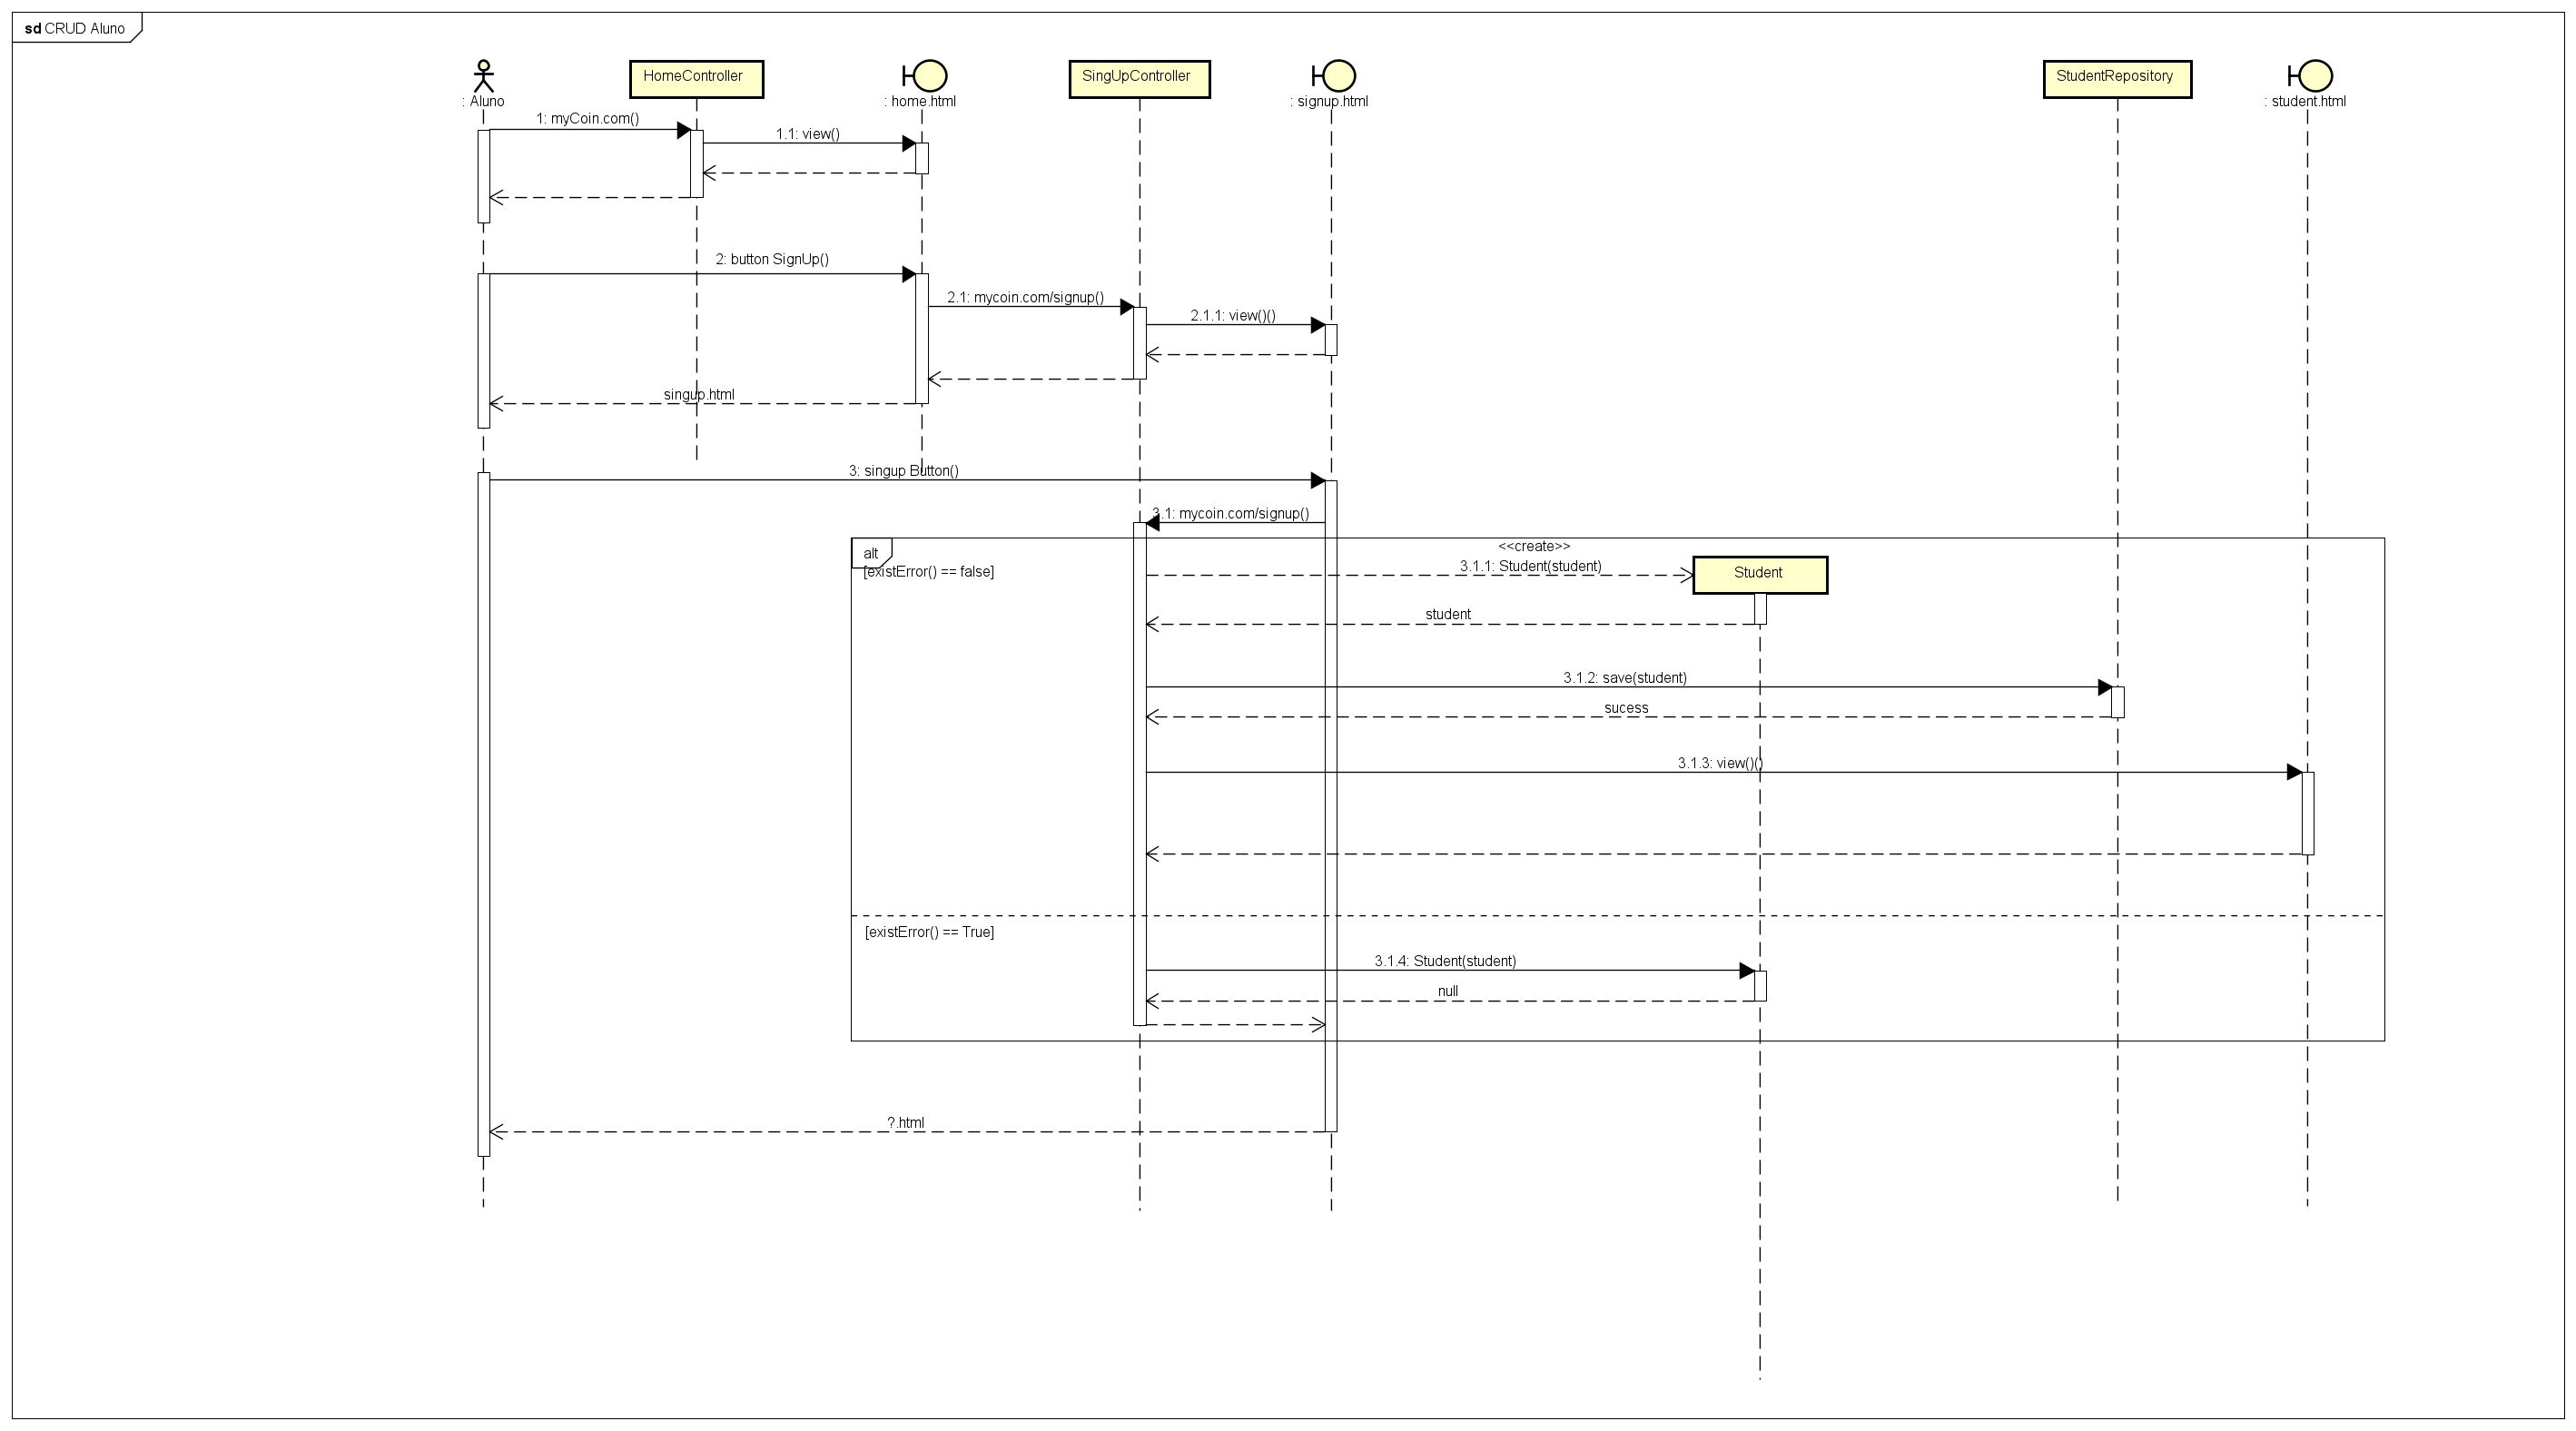 sd CRUD Aluno
: Aluno
HomeController
: home.html
SingUpController
: signup.html
StudentRepository
: student.html
1: myCoin.com()
1.1: view()
2: button SignUp()
2.1: mycoin.com/signup()
2.1.1: view()()
singup.html
3: singup Button()
3.1: mycoin.com/signup()
alt
[existError() == false]
<<create>>
3.1.1: Student(student)
Student
student
3.1.2: save(student)
sucess
3.1.3: view()()
[existError() == True]
3.1.4: Student(student)
null
?.html